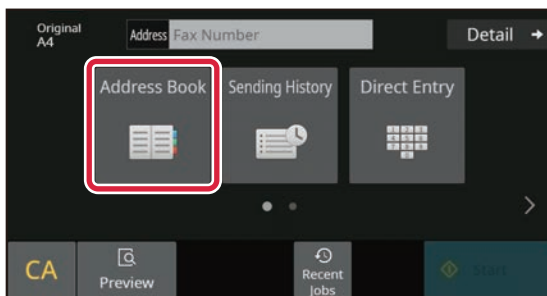 Original
A4
Address Fax Number
Detail
Address Book
Sending History
Direct Entry
CA
Preview
Recent
Jobs
Start